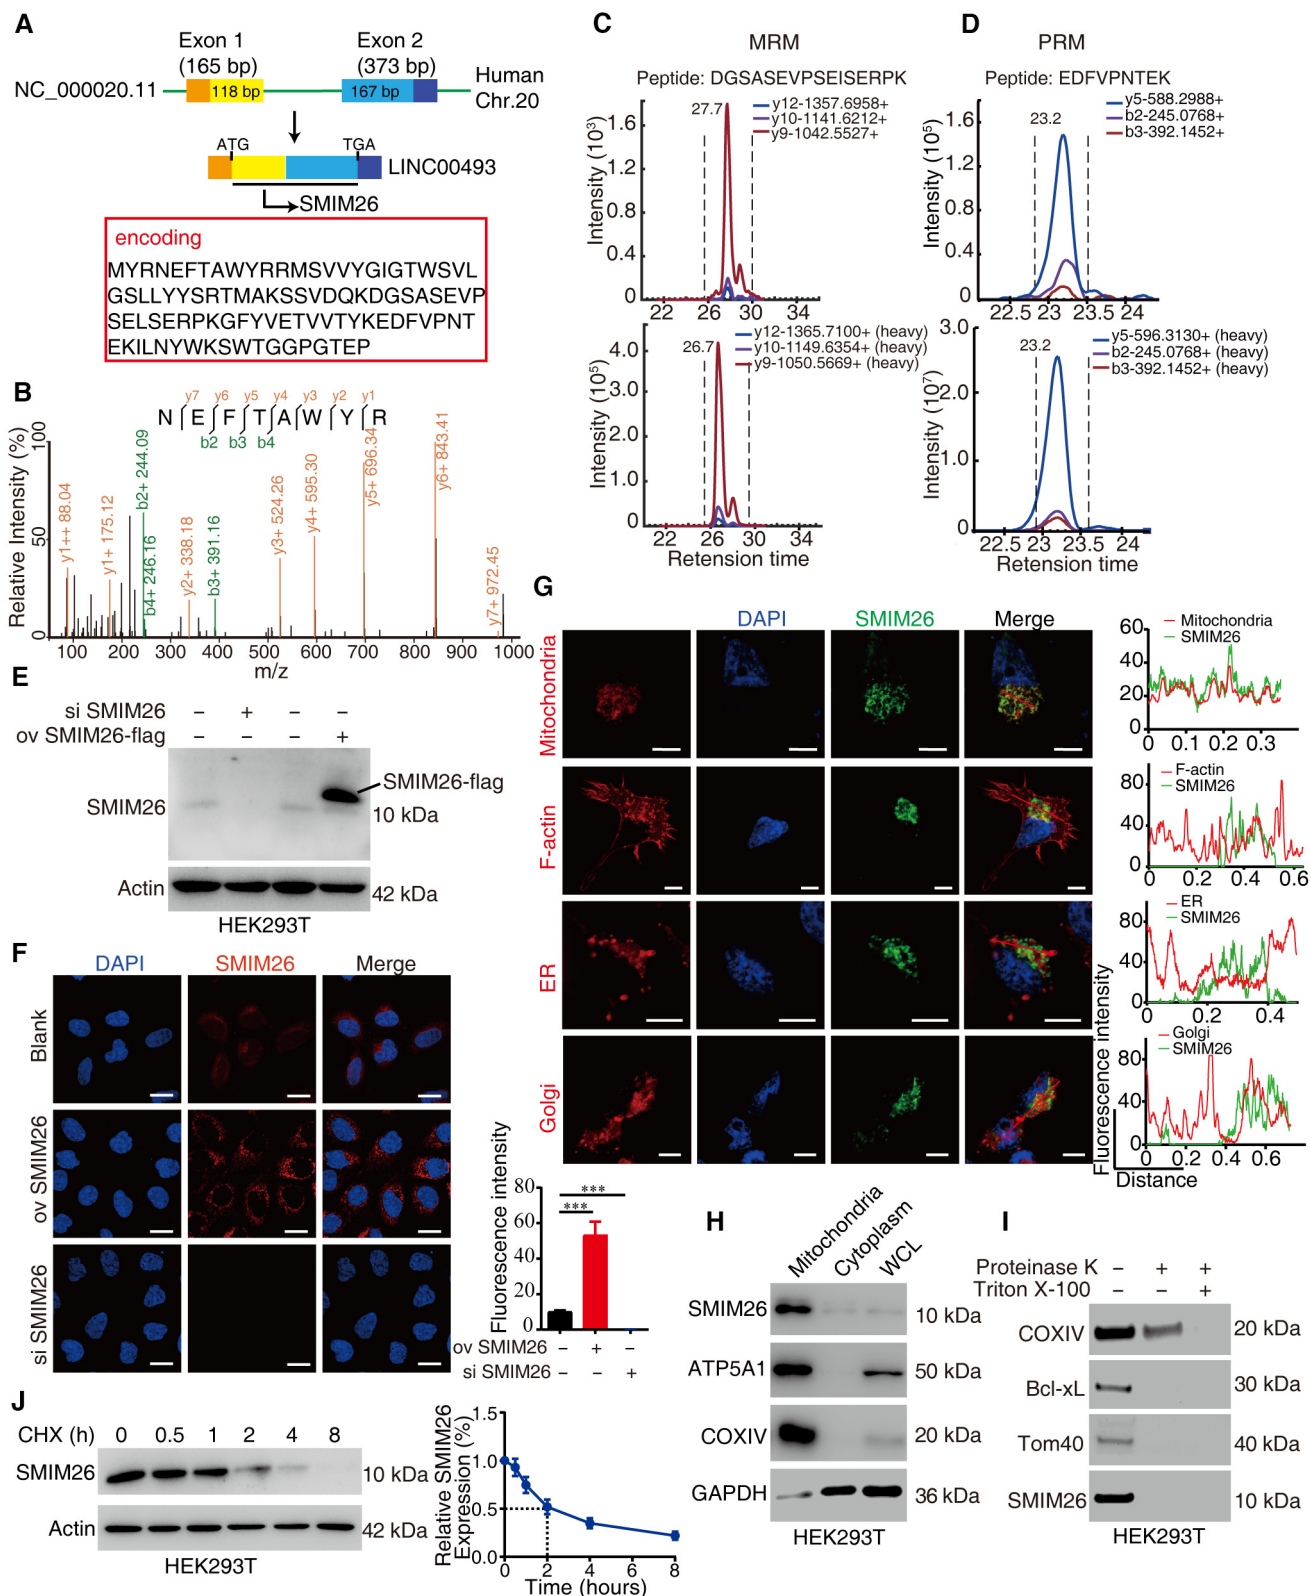 A
Exon 1
(165 bp)
Exon 2
(373 bp)
NC_000020.11
118 bp
167 bp
Human
Chr.20
ATG
TGA
LINC00493
SMIM26
encoding
MYRNEFTAWYRRMSVVYGIGTWSVL
GSLLYYSRTMAKSSVDQKDGSASEVP
SELSERPKGFYVETVVTYKEDFVPNT
EKILNYWKSWTGGPGTEP
B
Relative Intensity (%)
100
50
0
y7 y6 y5 y4 y3 y2 y1
N E F T A W Y R
b2 b3 b4
y1++ 88.04
y1+ 175.12
b2+ 244.09
b4+ 246.16
y2+ 338.18
b3+ 391.16
y3+ 524.26
y4+ 595.30
y5+ 696.34
y6+ 843.41
y7+ 972.45
100 200 300 400 500 600 700 800 900 1000
m/z
C
MRM
Peptide: DGSASEVPSEISERPK
27.7
y12-1357.6958+
y10-1141.6212+
y9-1042.5527+
Intensity (10³)
1.6
1.2
0.8
0.4
0
22 26 30 34
26.7
y12-1365.7100+ (heavy)
y10-1149.6354+ (heavy)
y9-1050.5669+ (heavy)
Intensity (10⁵)
4.0
3.0
2.0
1.0
0
22 26 30 34
Retension time
D
PRM
Peptide: EDFVPNTEK
23.2
y5-588.2988+
b2-245.0768+
b3-392.1452+
Intensity (10⁵)
1.6
1.2
0.8
0.4
0
22.5 23 23.5 24
23.2
y5-596.3130+ (heavy)
b2-245.0768+ (heavy)
b3-392.1452+ (heavy)
Intensity (10⁷)
3.0
2.0
1.0
0
22.5 23 23.5 24
Retension time
E
si SMIM26 – + – –
ov SMIM26-flag – – – +
SMIM26-flag
SMIM26
10 kDa
Actin
42 kDa
HEK293T
F
DAPI SMIM26 Merge
Blank
ov SMIM26
si SMIM26
Fluorescence intensity
80
60
40
20
0
***
***
ov SMIM26 – + –
si SMIM26 – – +
G
DAPI SMIM26 Merge
Mitochondria
F-actin
ER
Golgi
Mitochondria
SMIM26
60
40
20
0
0 0.1 0.2 0.3
F-actin
SMIM26
80
40
0
0 0.2 0.4 0.6
ER
SMIM26
80
40
0
0 0.2 0.4
Golgi
SMIM26
80
40
0
0 0.2 0.4 0.6
Fluorescence intensity
Distance
H
Mitochondria
Cytoplasm
WCL
SMIM26 10 kDa
ATP5A1 50 kDa
COXIV 20 kDa
GAPDH 36 kDa
HEK293T
I
Proteinase K – + +
Triton X-100 – – +
COXIV 20 kDa
Bcl-xL 30 kDa
Tom40 40 kDa
SMIM26 10 kDa
HEK293T
J
CHX (h) 0 0.5 1 2 4 8
SMIM26 10 kDa
Actin 42 kDa
HEK293T
Relative SMIM26
Expression (%)
1.5
1.0
0.5
0.0
0 2 4 6 8
Time (hours)